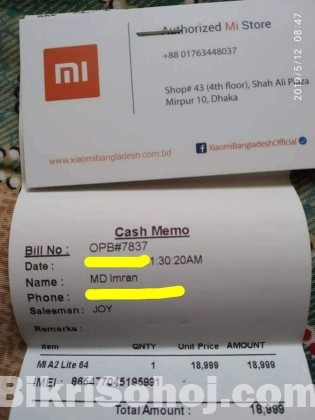 2019/5/12 08:47
Authorized Mi Store
+88 01763448037
Shop# 43 (4th floor), Shah Ali Plaza
Mirpur 10, Dhaka
www.xiaomibangladesh.com.bd
XiaomiBangladeshOfficial
Cash Memo
Bill No : OPB#7837
Date : 1:30:20AM
Name : MD Imran
Phone :
Salesman : JOY
Remarks :
Item QNTY Unit Price AMOUNT
MI A2 Lite 64 1 18,999 18,999
IMEI : 865477045195991
BikriSohoj.com
Total Amount : 18,999